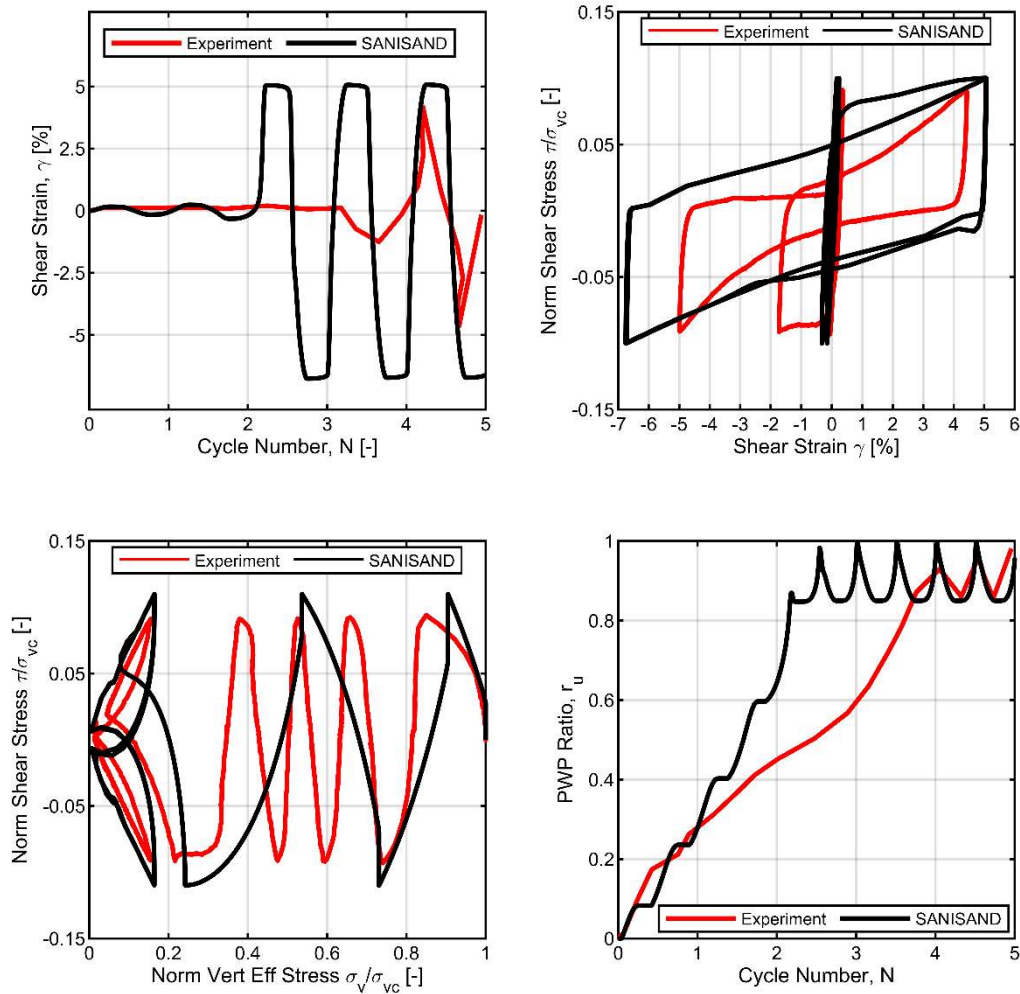 Experiment SANISAND
Shear Strain, γ [%]
5
2.5
0
-2.5
-5
0 1 2 3 4 5
Cycle Number, N [-]
Experiment SANISAND
Norm Shear Stress τ/σvc [-]
0.15
0.05
-0.05
-0.15
-7 -6 -5 -4 -3 -2 -1 0 1 2 3 4 5 6
Shear Strain γ [%]
Experiment SANISAND
Norm Shear Stress τ/σvc [-]
0.15
0.05
-0.05
-0.15
0 0.2 0.4 0.6 0.8 1
Norm Vert Eff Stress σv/σvc [-]
PWP Ratio, ru
1
0.8
0.6
0.4
0.2
0
Experiment SANISAND
0 1 2 3 4 5
Cycle Number, N